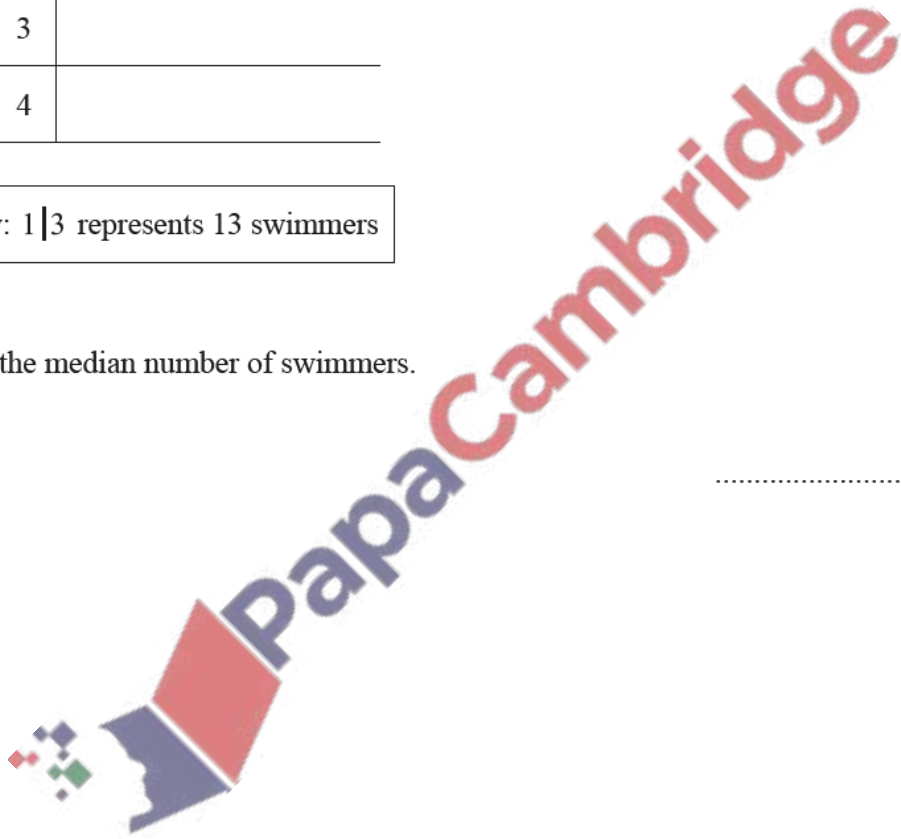 3
4
: 1|3 represents 13 swimmers
the median number of swimmers.
........................
PapaCambridge